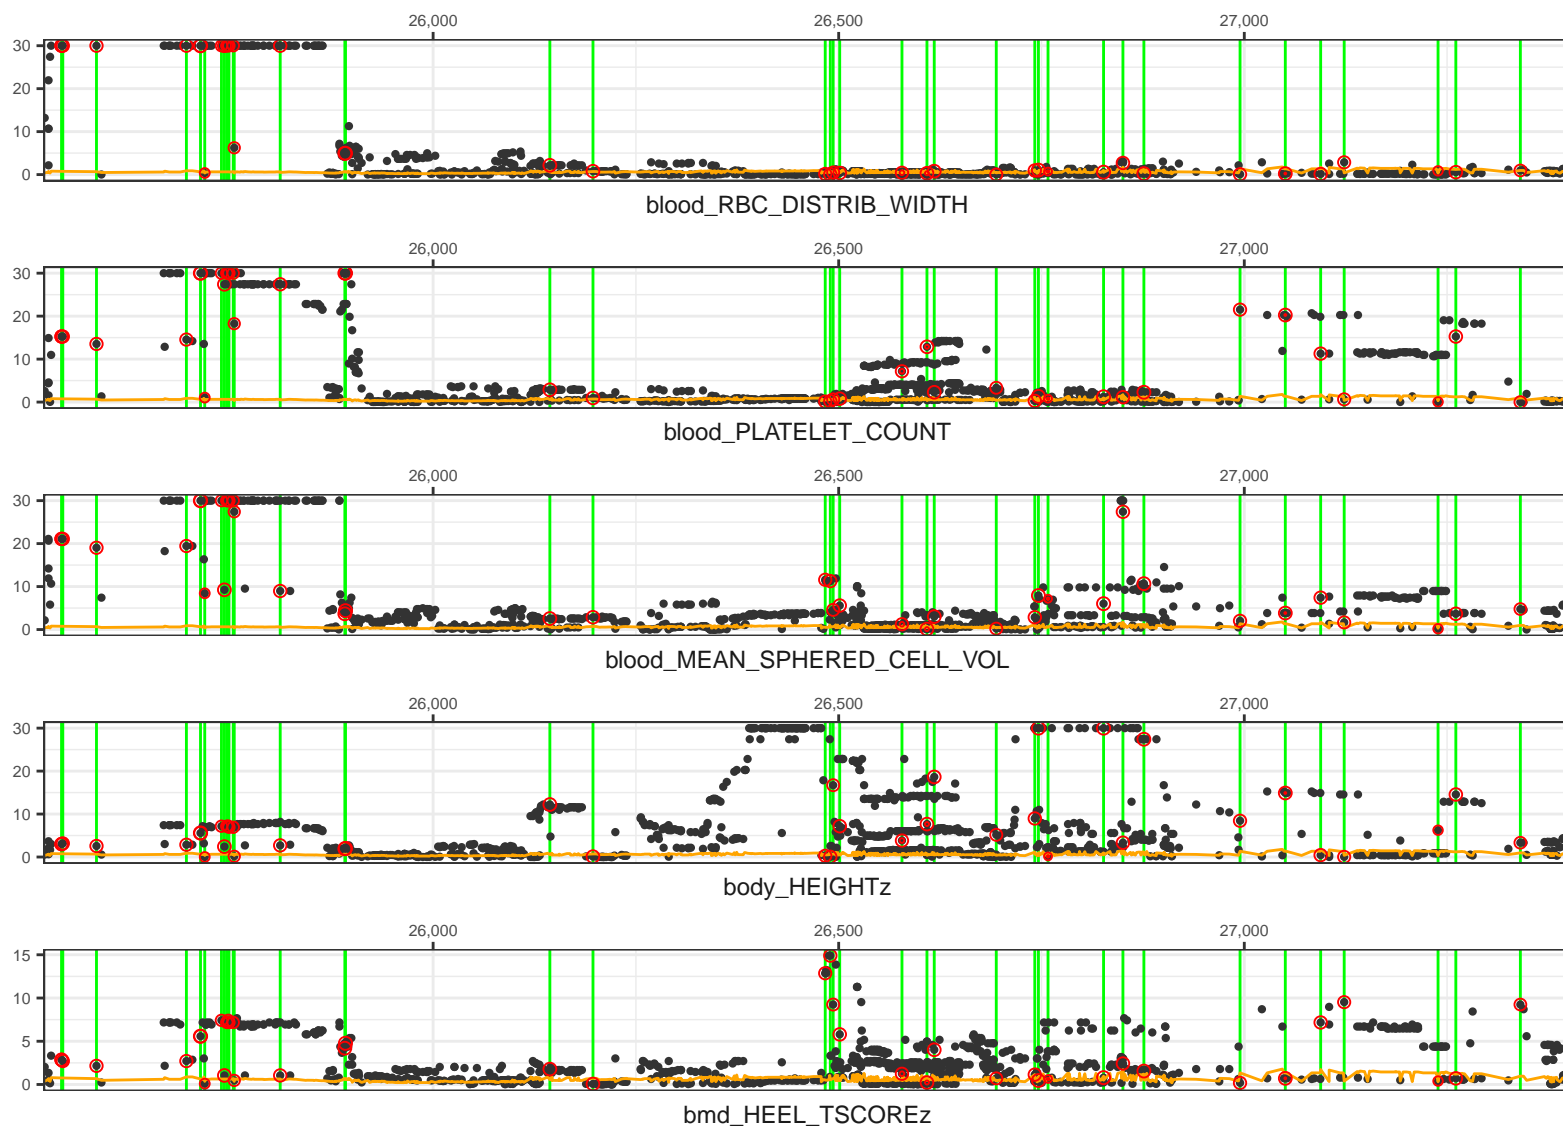 26,000 26,500 27,000
30
20
10
0
blood_RBC_DISTRIB_WIDTH
26,000 26,500 27,000
30
20
10
0
blood_PLATELET_COUNT
26,000 26,500 27,000
30
20
10
0
blood_MEAN_SPHERED_CELL_VOL
26,000 26,500 27,000
30
20
10
0
body_HEIGHTz
26,000 26,500 27,000
15
10
5
0
bmd_HEEL_TSCOREz